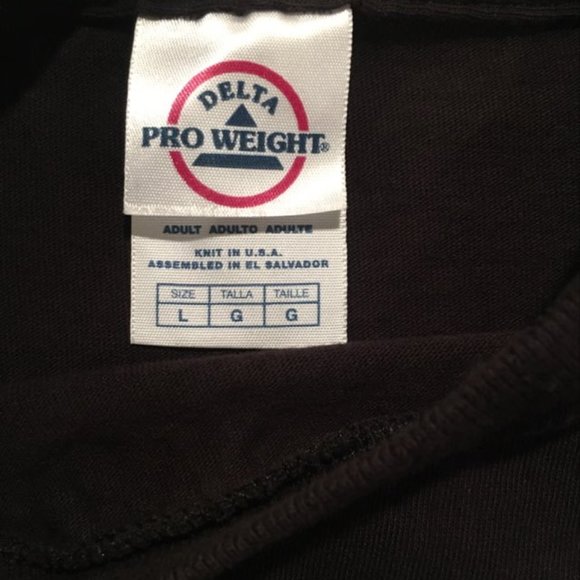 DELTA
PRO WEIGHT®
ADULT ADULTO ADULTE
KNIT IN U.S.A.
ASSEMBLED IN EL SALVADOR
SIZE TALLA TAILLE
L G G